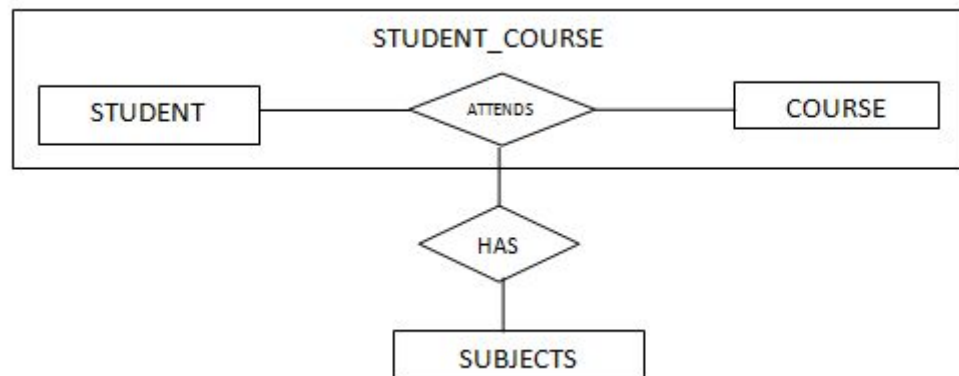 STUDENT_COURSE
STUDENT
ATTENDS
COURSE
HAS
SUBJECTS